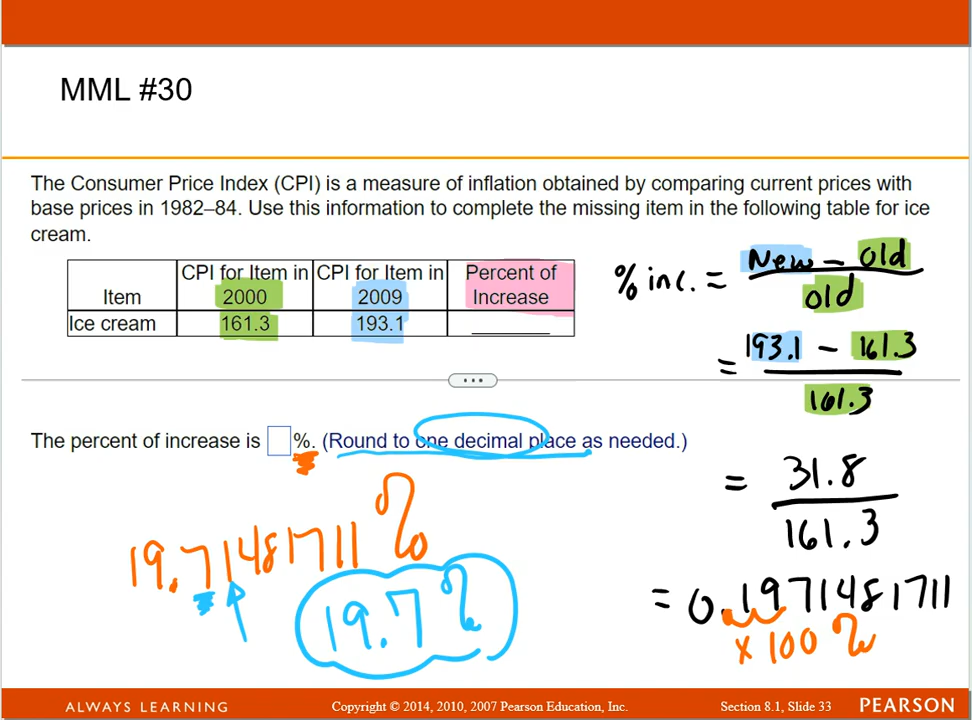 MML #30
The Consumer Price Index (CPI) is a measure of inflation obtained by comparing current prices with
base prices in 1982–84. Use this information to complete the missing item in the following table for ice
cream.
Item | CPI for Item in 2000 | CPI for Item in 2009 | Percent of Increase
Ice cream | 161.3 | 193.1 | ________
% inc. = (New − old) / old
= (193.1 − 161.3) / 161.3
= 31.8 / 161.3
= 0.1971481711
x 100 %
The percent of increase is □%. (Round to one decimal place as needed.)
19.71481711 %
19.7%
ALWAYS LEARNING
Copyright © 2014, 2010, 2007 Pearson Education, Inc.
Section 8.1, Slide 33
PEARSON